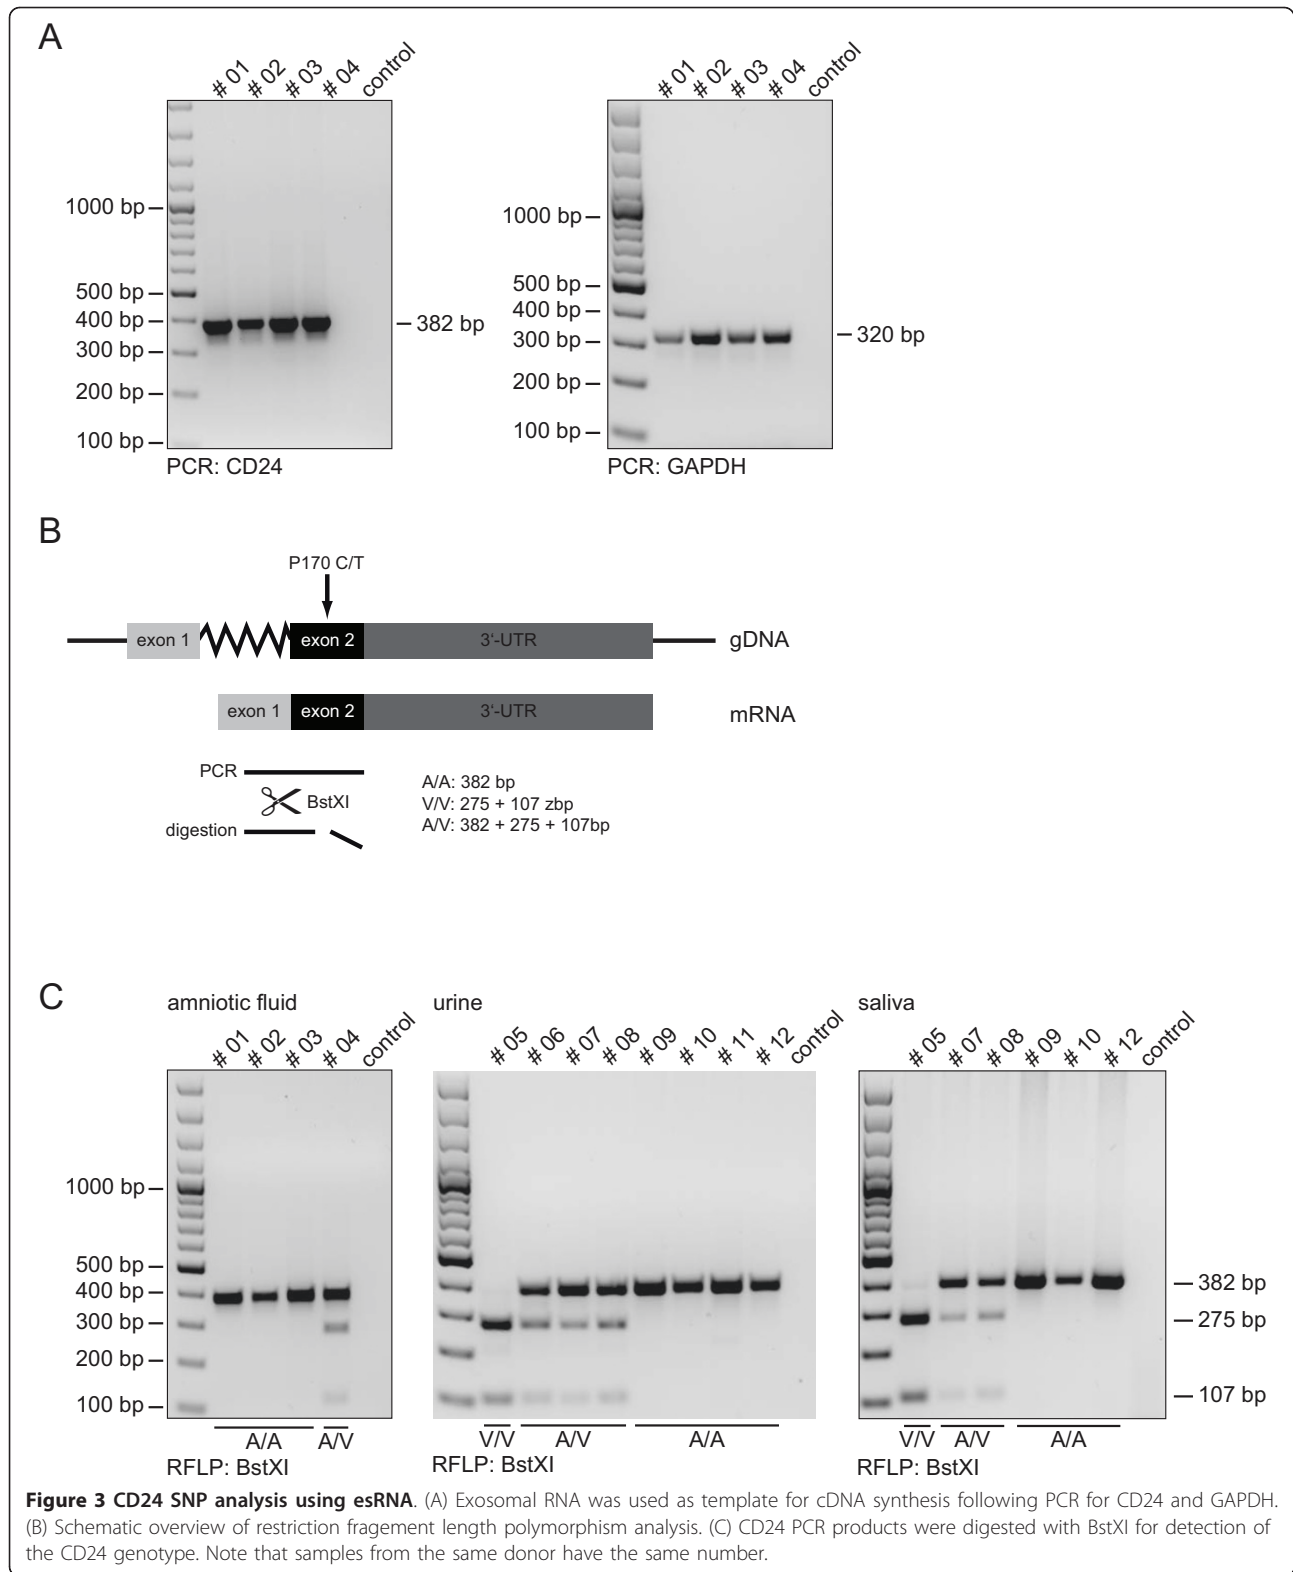 A
# 01 # 02 # 03 # 04 control
1000 bp
500 bp
400 bp
300 bp
200 bp
100 bp
382 bp
PCR: CD24
# 01 # 02 # 03 # 04 control
1000 bp
500 bp
400 bp
300 bp
200 bp
100 bp
320 bp
PCR: GAPDH
B
P170 C/T
exon 1 exon 2 3'-UTR gDNA
exon 1 exon 2 3'-UTR mRNA
PCR
BstXI
digestion
A/A: 382 bp
V/V: 275 + 107 zbp
A/V: 382 + 275 + 107bp
C
amniotic fluid
# 01 # 02 # 03 # 04 control
1000 bp
500 bp
400 bp
300 bp
200 bp
100 bp
A/A A/V
RFLP: BstXI
urine
# 05 # 06 # 07 # 08 # 09 # 10 # 11 # 12 control
V/V A/V A/A
RFLP: BstXI
saliva
# 05 # 07 # 08 # 09 # 10 # 12 control
382 bp
275 bp
107 bp
V/V A/V A/A
RFLP: BstXI
Figure 3 CD24 SNP analysis using esRNA. (A) Exosomal RNA was used as template for cDNA synthesis following PCR for CD24 and GAPDH.
(B) Schematic overview of restriction fragement length polymorphism analysis. (C) CD24 PCR products were digested with BstXI for detection of
the CD24 genotype. Note that samples from the same donor have the same number.